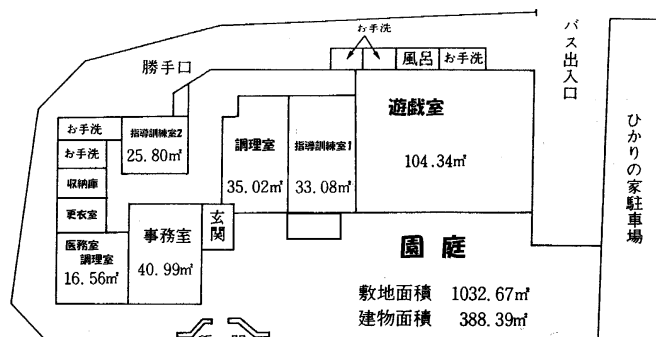 お手洗
風呂
お手洗
バス出入口
勝手口
ひかりの家駐車場
遊戯室
104.34㎡
お手洗
指導訓練室2
25.80㎡
調理室
35.02㎡
指導訓練室1
33.08㎡
お手洗
収納庫
更衣室
医務室
調理室
16.56㎡
事務室
40.99㎡
玄関
園庭
敷地面積 1032.67㎡
建物面積 388.39㎡